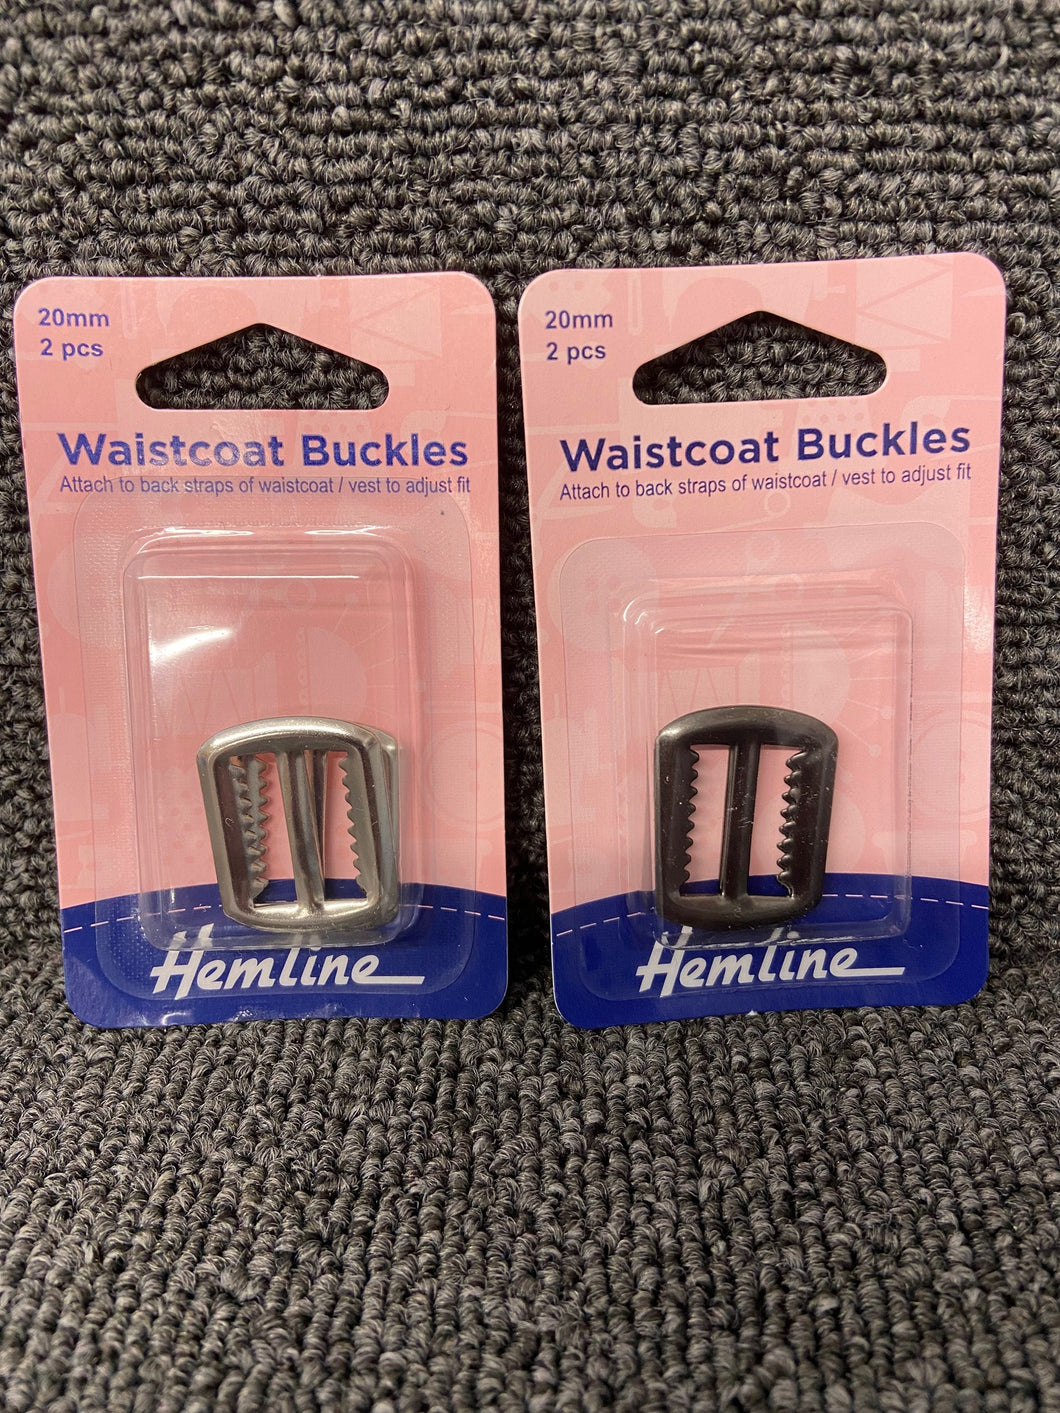 20mm
2 pcs
Waistcoat Buckles
Attach to back straps of waistcoat / vest to adjust fit
Hemline
20mm
2 pcs
Waistcoat Buckles
Attach to back straps of waistcoat / vest to adjust fit
Hemline